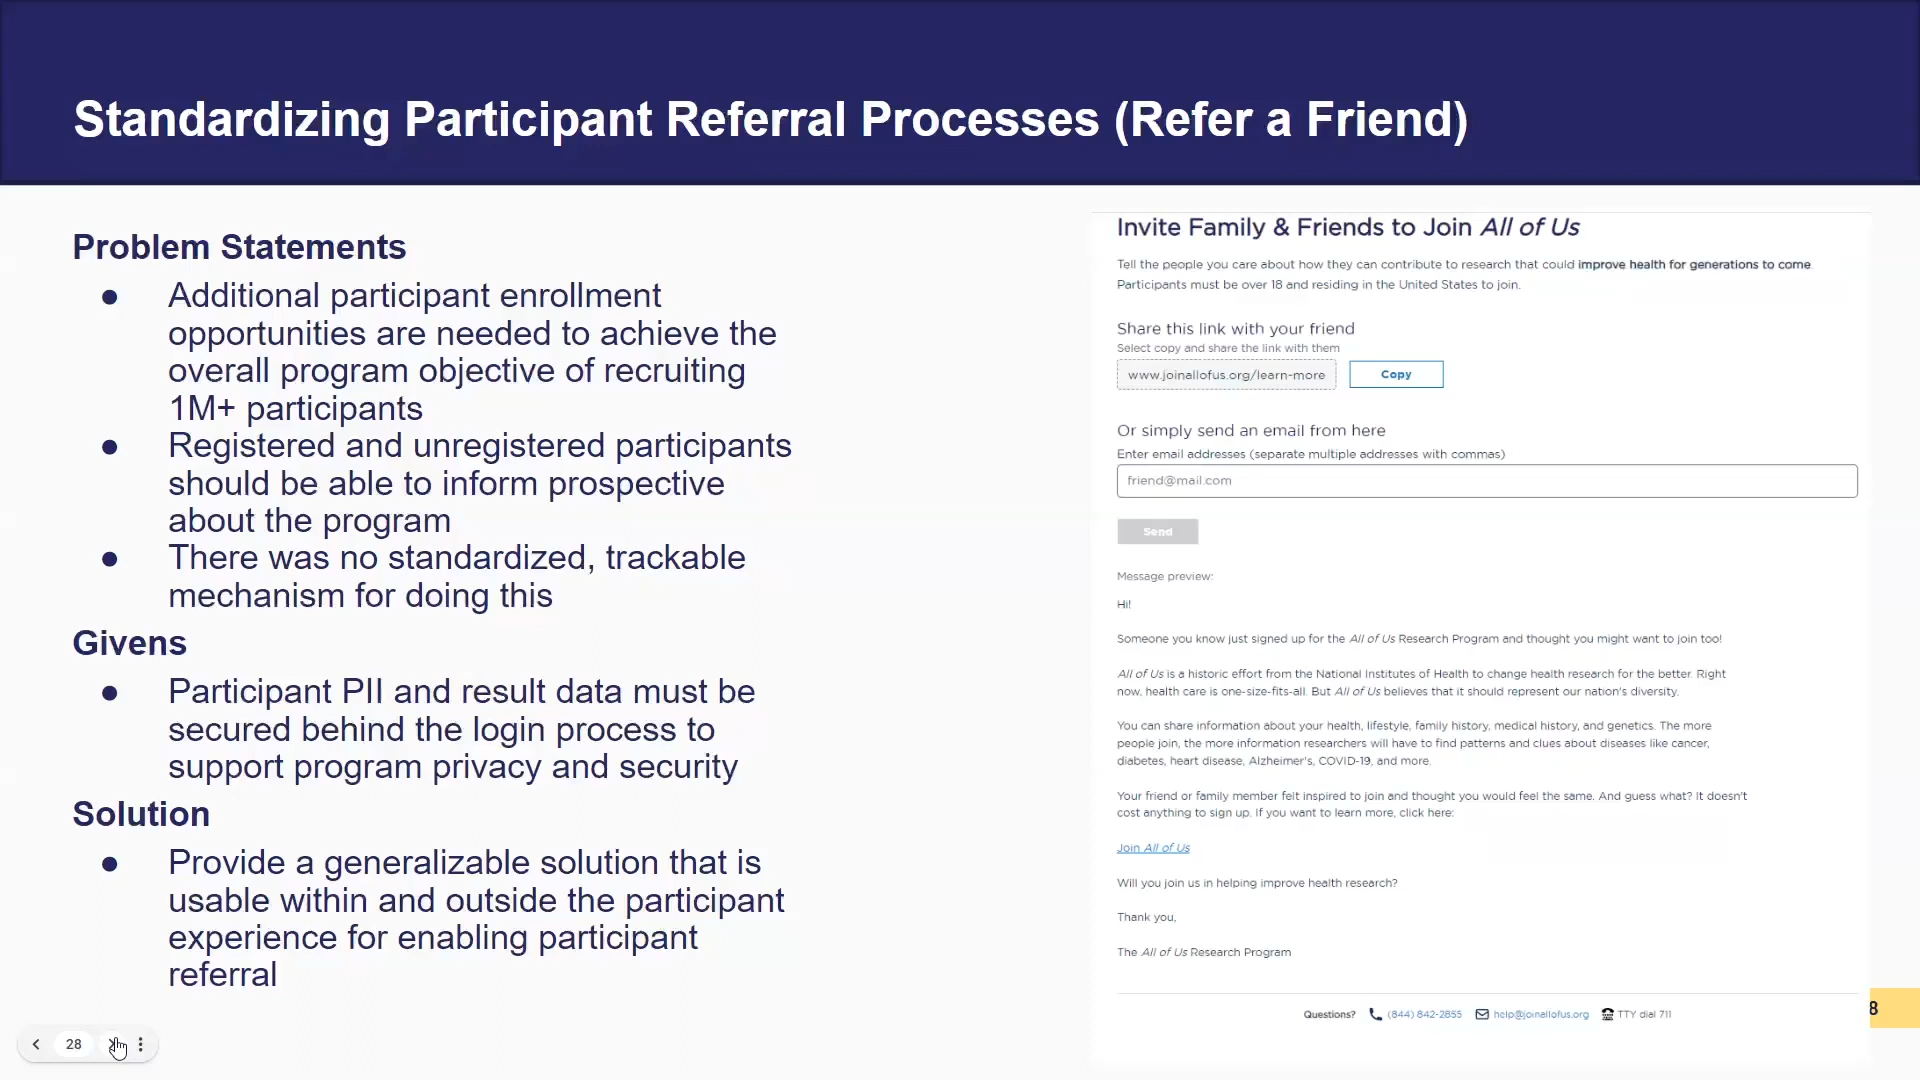 Standardizing Participant Referral Processes (Refer a Friend)
Problem Statements
● Additional participant enrollment
opportunities are needed to achieve the
overall program objective of recruiting
1M+ participants
● Registered and unregistered participants
should be able to inform prospective
about the program
● There was no standardized, trackable
mechanism for doing this
Givens
● Participant PII and result data must be
secured behind the login process to
support program privacy and security
Solution
● Provide a generalizable solution that is
usable within and outside the participant
experience for enabling participant
referral
Invite Family & Friends to Join All of Us
Tell the people you care about how they can contribute to research that could improve health for generations to come.
Participants must be over 18 and residing in the United States to join.
Share this link with your friend
Select copy and share the link with them
www.joinallofus.org/learn-more Copy
Or simply send an email from here
Enter email addresses (separate multiple addresses with commas)
friend@mail.com
Send
Message preview:
Hi!
Someone you know just signed up for the All of Us Research Program and thought you might want to join too!
All of Us is a historic effort from the National Institutes of Health to change health research for the better. Right
now, health care is one-size-fits-all. But All of Us believes that it should represent our nation's diversity.
You can share information about your health, lifestyle, family history, medical history, and genetics. The more
people join, the more information researchers will have to find patterns and clues about diseases like cancer,
diabetes, heart disease, Alzheimer's, COVID-19, and more.
Your friend or family member felt inspired to join and thought you would feel the same. And guess what? It doesn't
cost anything to sign up. If you want to learn more, click here:
Join All of Us
Will you join us in helping improve health research?
Thank you,
The All of Us Research Program
Questions? (844) 842-2855 help@joinallofus.org TTY dial 711
8
28